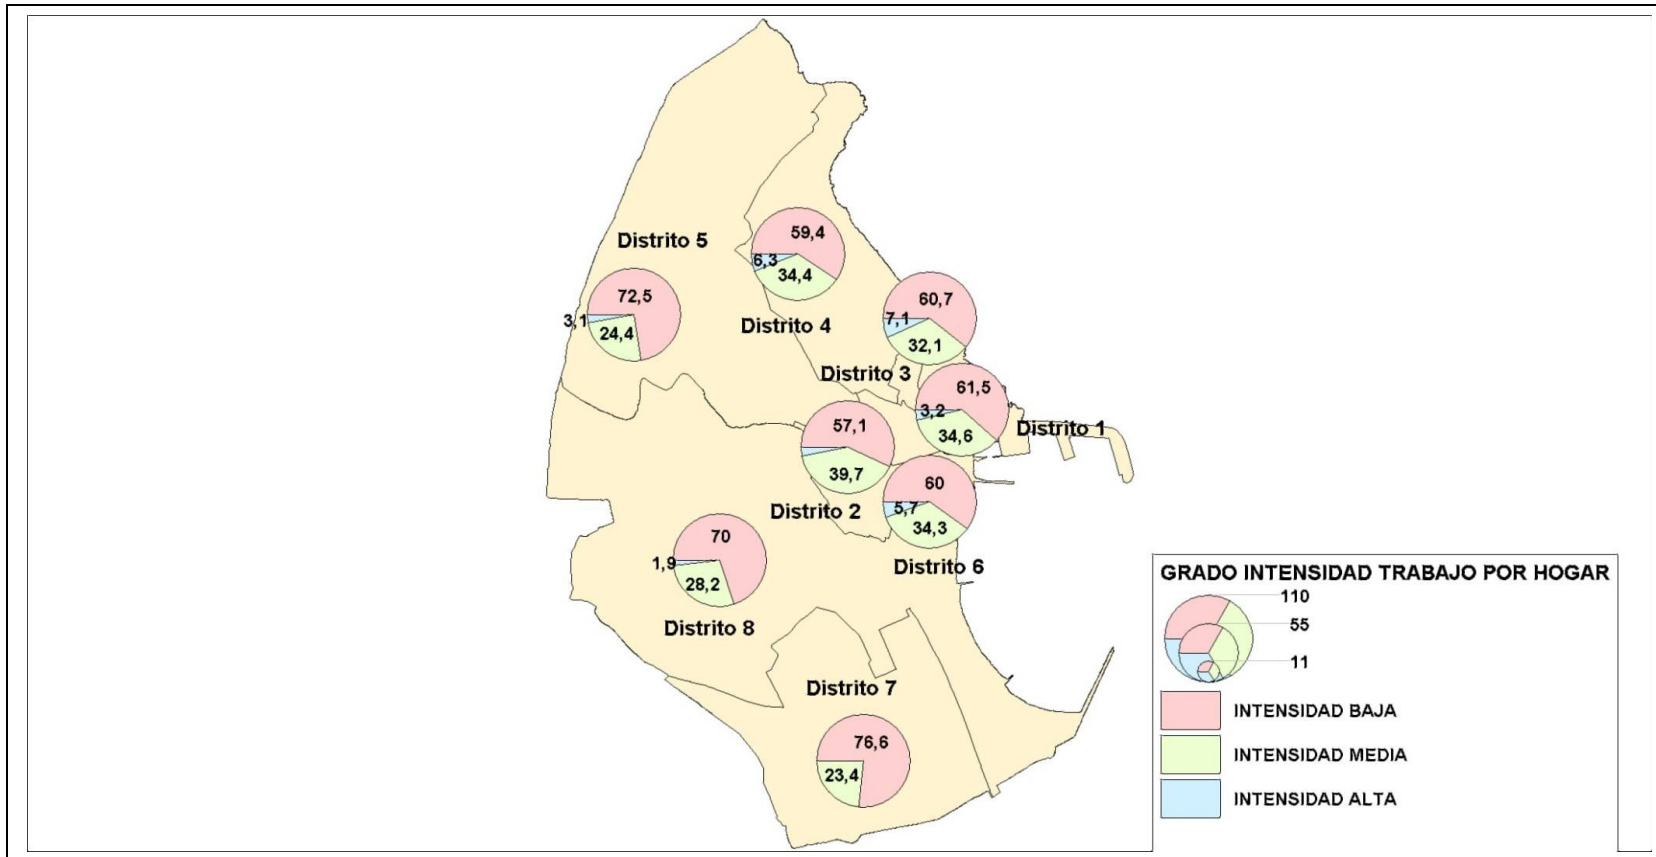 59,4
6,3
34,4
Distrito 5
72,5
3,1
24,4
60,7
7,1
32,1
Distrito 4
Distrito 3
61,5
3,2
34,6
Distrito 1
57,1
39,7
60
5,7
34,3
Distrito 2
Distrito 6
70
1,9
28,2
Distrito 8
Distrito 7
76,6
23,4
GRADO INTENSIDAD TRABAJO POR HOGAR
110
55
11
INTENSIDAD BAJA
INTENSIDAD MEDIA
INTENSIDAD ALTA